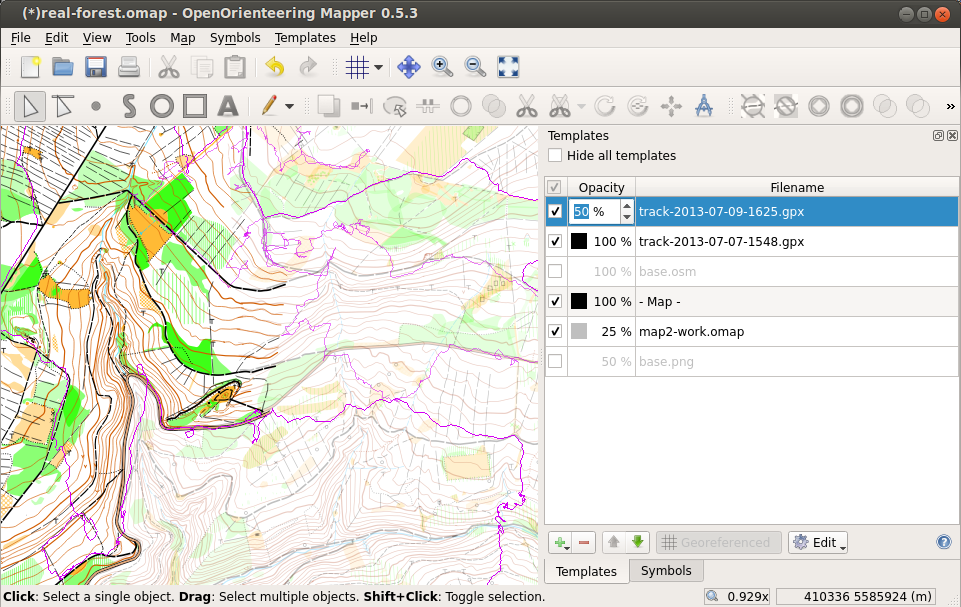 (*)real-forest.omap - OpenOrienteering Mapper 0.5.3
File Edit View Tools Map Symbols Templates Help
»
Templates
Hide all templates
Opacity Filename
50 % track-2013-07-09-1625.gpx
100 % track-2013-07-07-1548.gpx
100 % base.osm
100 % - Map -
25 % map2-work.omap
50 % base.png
Georeferenced Edit
Templates Symbols
Click: Select a single object. Drag: Select multiple objects. Shift+Click: Toggle selection. 0.929x 410336 5585924 (m)